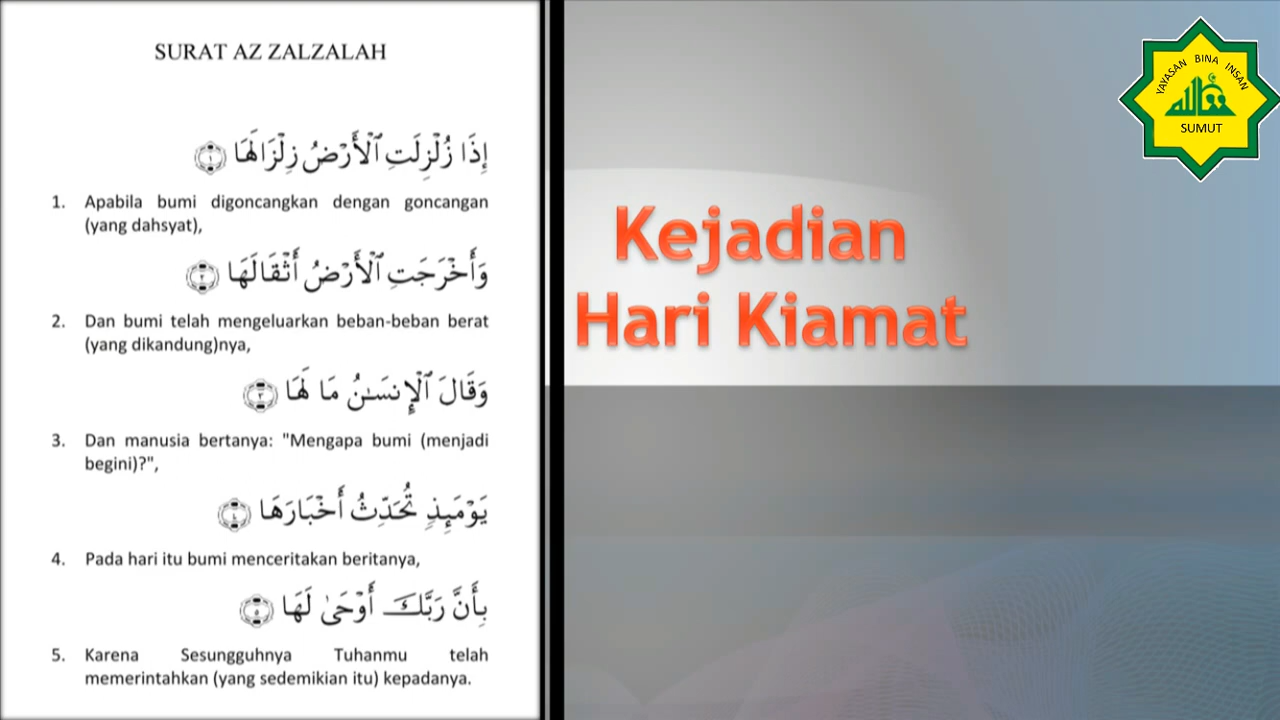 SURAT AZ ZALZALAH
إِذَا زُلْزِلَتِ ٱلْأَرْضُ زِلْزَالَهَا ١
1. Apabila bumi digoncangkan dengan goncangan
(yang dahsyat),
وَأَخْرَجَتِ ٱلْأَرْضُ أَثْقَالَهَا ٢
2. Dan bumi telah mengeluarkan beban-beban berat
(yang dikandung)nya,
وَقَالَ ٱلْإِنسَـٰنُ مَا لَهَا ٣
3. Dan manusia bertanya: "Mengapa bumi (menjadi
begini)?",
يَوْمَئِذٍ تُحَدِّثُ أَخْبَارَهَا ٤
4. Pada hari itu bumi menceritakan beritanya,
بِأَنَّ رَبَّكَ أَوْحَىٰ لَهَا ٥
5. Karena Sesungguhnya Tuhanmu telah
memerintahkan (yang sedemikian itu) kepadanya.
Kejadian
Hari Kiamat
YAYASAN BINA INSAN
SUMUT